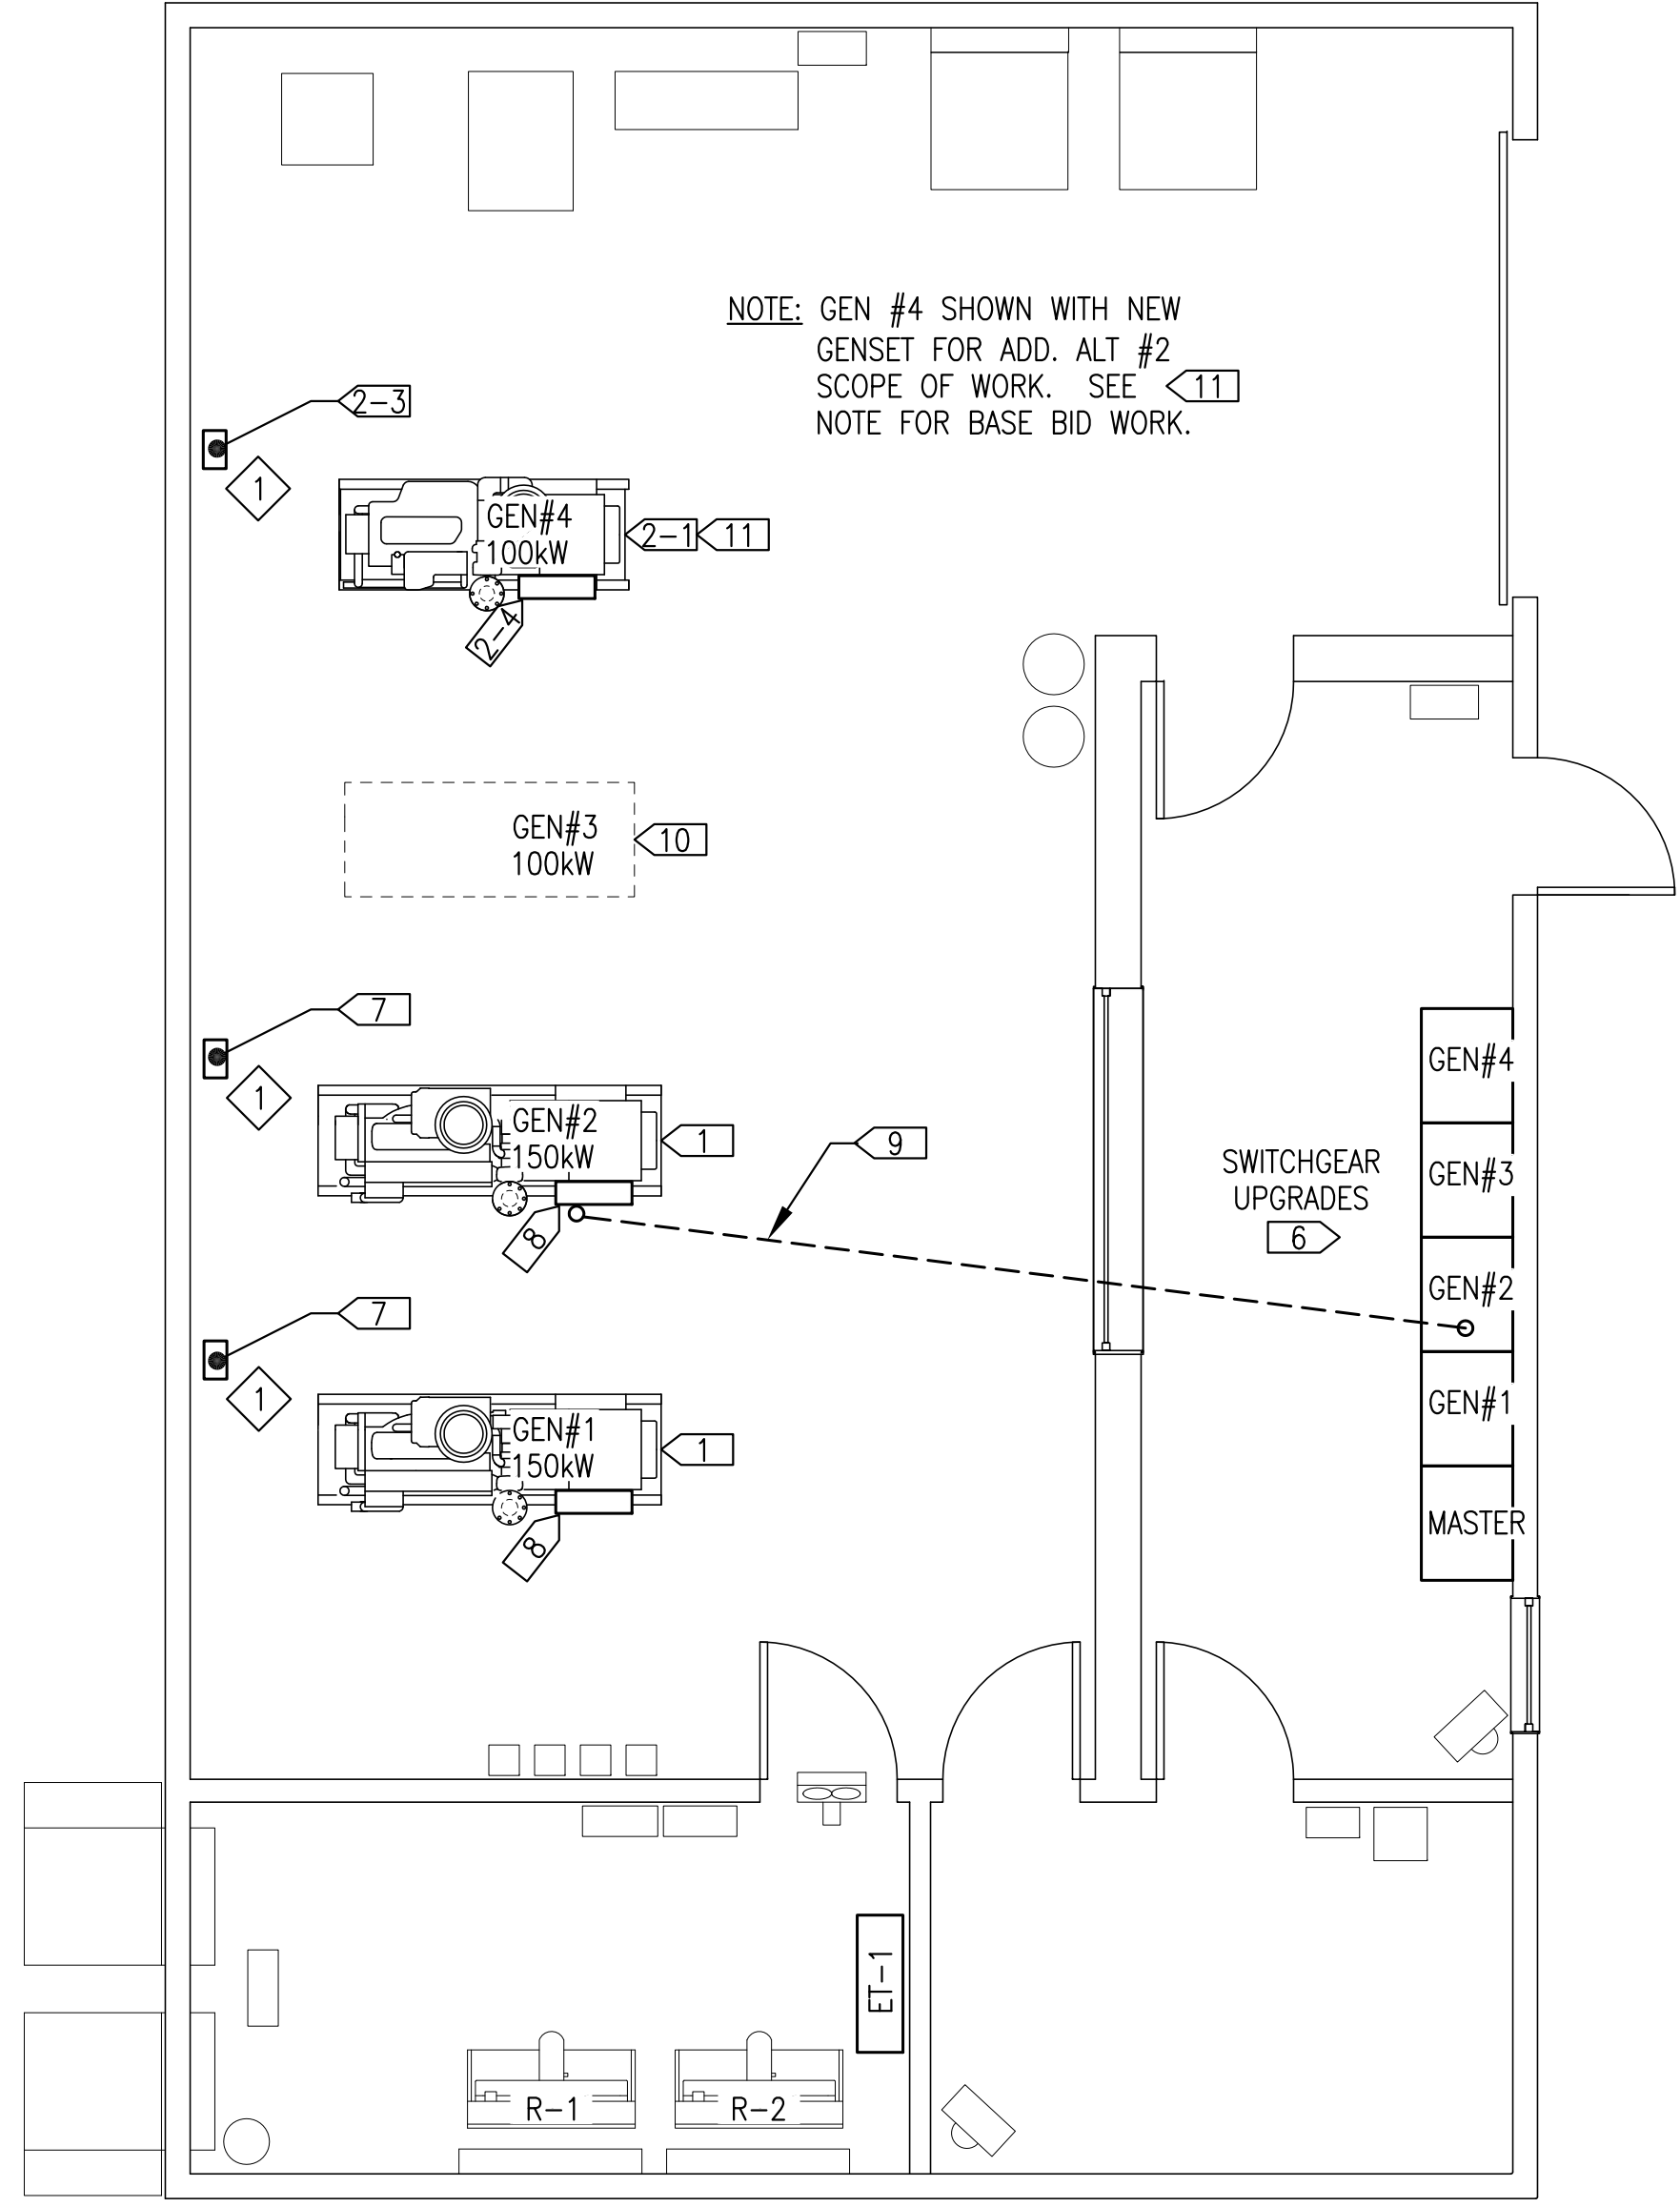 NOTE: GEN #4 SHOWN WITH NEW
GENSET FOR ADD. ALT #2
SCOPE OF WORK. SEE 11
NOTE FOR BASE BID WORK.
2-3
1
GEN#4
100kW
2-1
11
2-4
GEN#3
100kW
10
7
1
GEN#2
150kW
1
8
9
SWITCHGEAR
UPGRADES
6
GEN#4
GEN#3
GEN#2
GEN#1
MASTER
7
1
GEN#1
150kW
1
8
ET-1
R-1
R-2